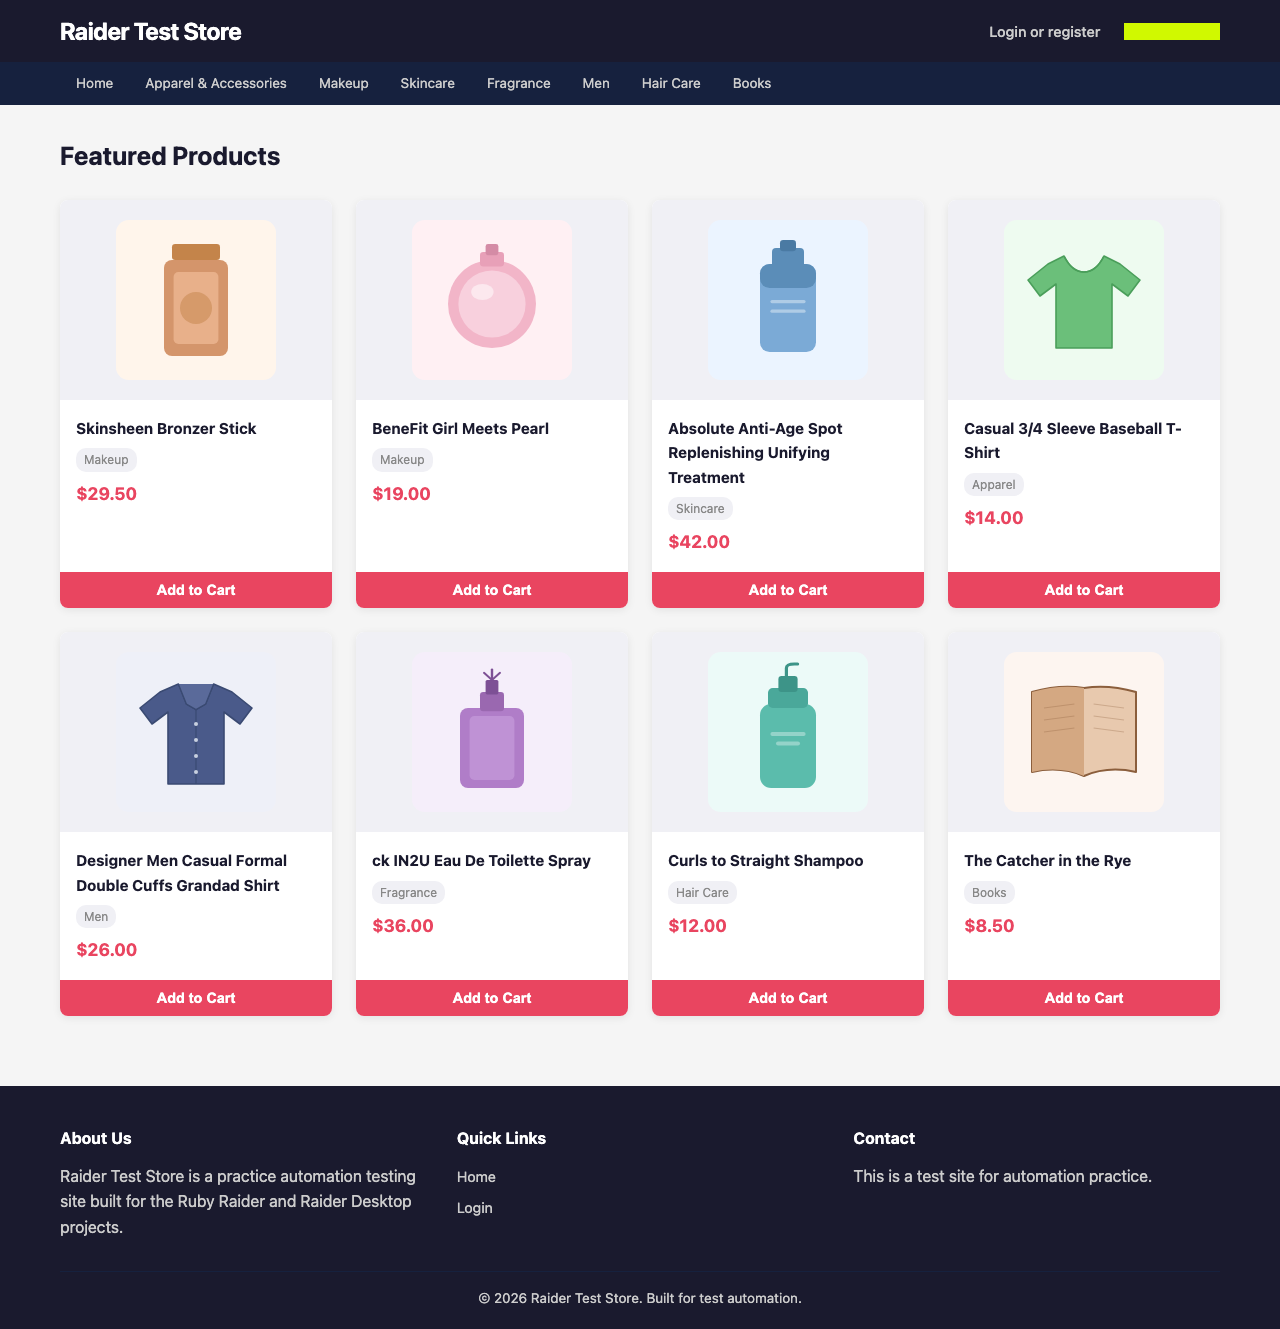 Raider Test Store
Login or register
Home
Apparel & Accessories
Makeup
Skincare
Fragrance
Men
Hair Care
Books
Featured Products
Skinsheen Bronzer Stick
Makeup
$29.50
Add to Cart
BeneFit Girl Meets Pearl
Makeup
$19.00
Add to Cart
Absolute Anti-Age Spot
Replenishing Unifying
Treatment
Skincare
$42.00
Add to Cart
Casual 3/4 Sleeve Baseball T-
Shirt
Apparel
$14.00
Add to Cart
Designer Men Casual Formal
Double Cuffs Grandad Shirt
Men
$26.00
Add to Cart
ck IN2U Eau De Toilette Spray
Fragrance
$36.00
Add to Cart
Curls to Straight Shampoo
Hair Care
$12.00
Add to Cart
The Catcher in the Rye
Books
$8.50
Add to Cart
About Us
Raider Test Store is a practice automation testing
site built for the Ruby Raider and Raider Desktop
projects.
Quick Links
Home
Login
Contact
This is a test site for automation practice.
© 2026 Raider Test Store. Built for test automation.